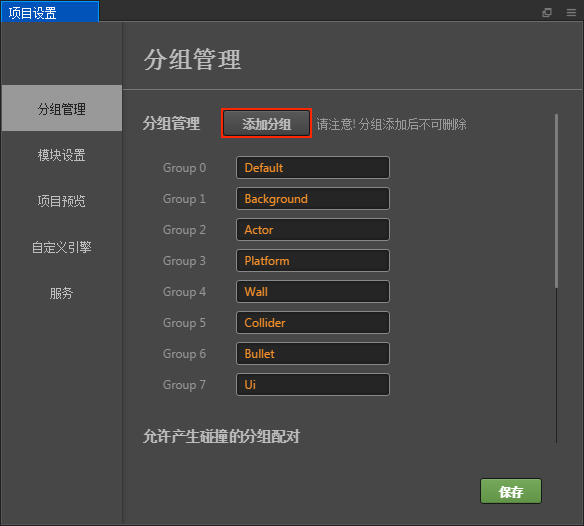 项目设置
分组管理
分组管理
模块设置
项目预览
自定义引擎
服务
分组管理 添加分组 请注意! 分组添加后不可删除
Group 0 Default
Group 1 Background
Group 2 Actor
Group 3 Platform
Group 4 Wall
Group 5 Collider
Group 6 Bullet
Group 7 Ui
允许产生碰撞的分组配对
保存